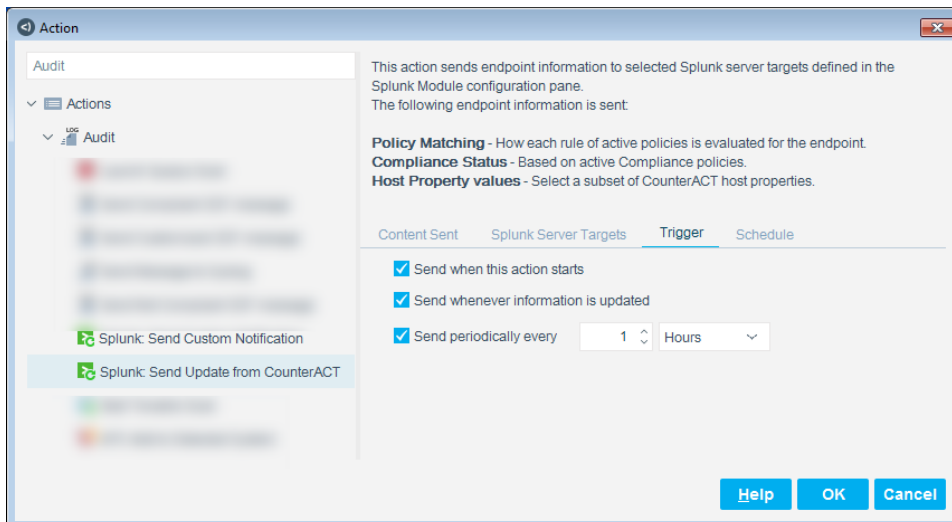 Action
Audit
Actions
LOG
Audit
Splunk: Send Custom Notification
Splunk: Send Update from CounterACT
This action sends endpoint information to selected Splunk server targets defined in the
Splunk Module configuration pane.
The following endpoint information is sent:
Policy Matching - How each rule of active policies is evaluated for the endpoint.
Compliance Status - Based on active Compliance policies.
Host Property values - Select a subset of CounterACT host properties.
Content Sent Splunk Server Targets Trigger Schedule
Send when this action starts
Send whenever information is updated
Send periodically every 1 Hours
Help OK Cancel